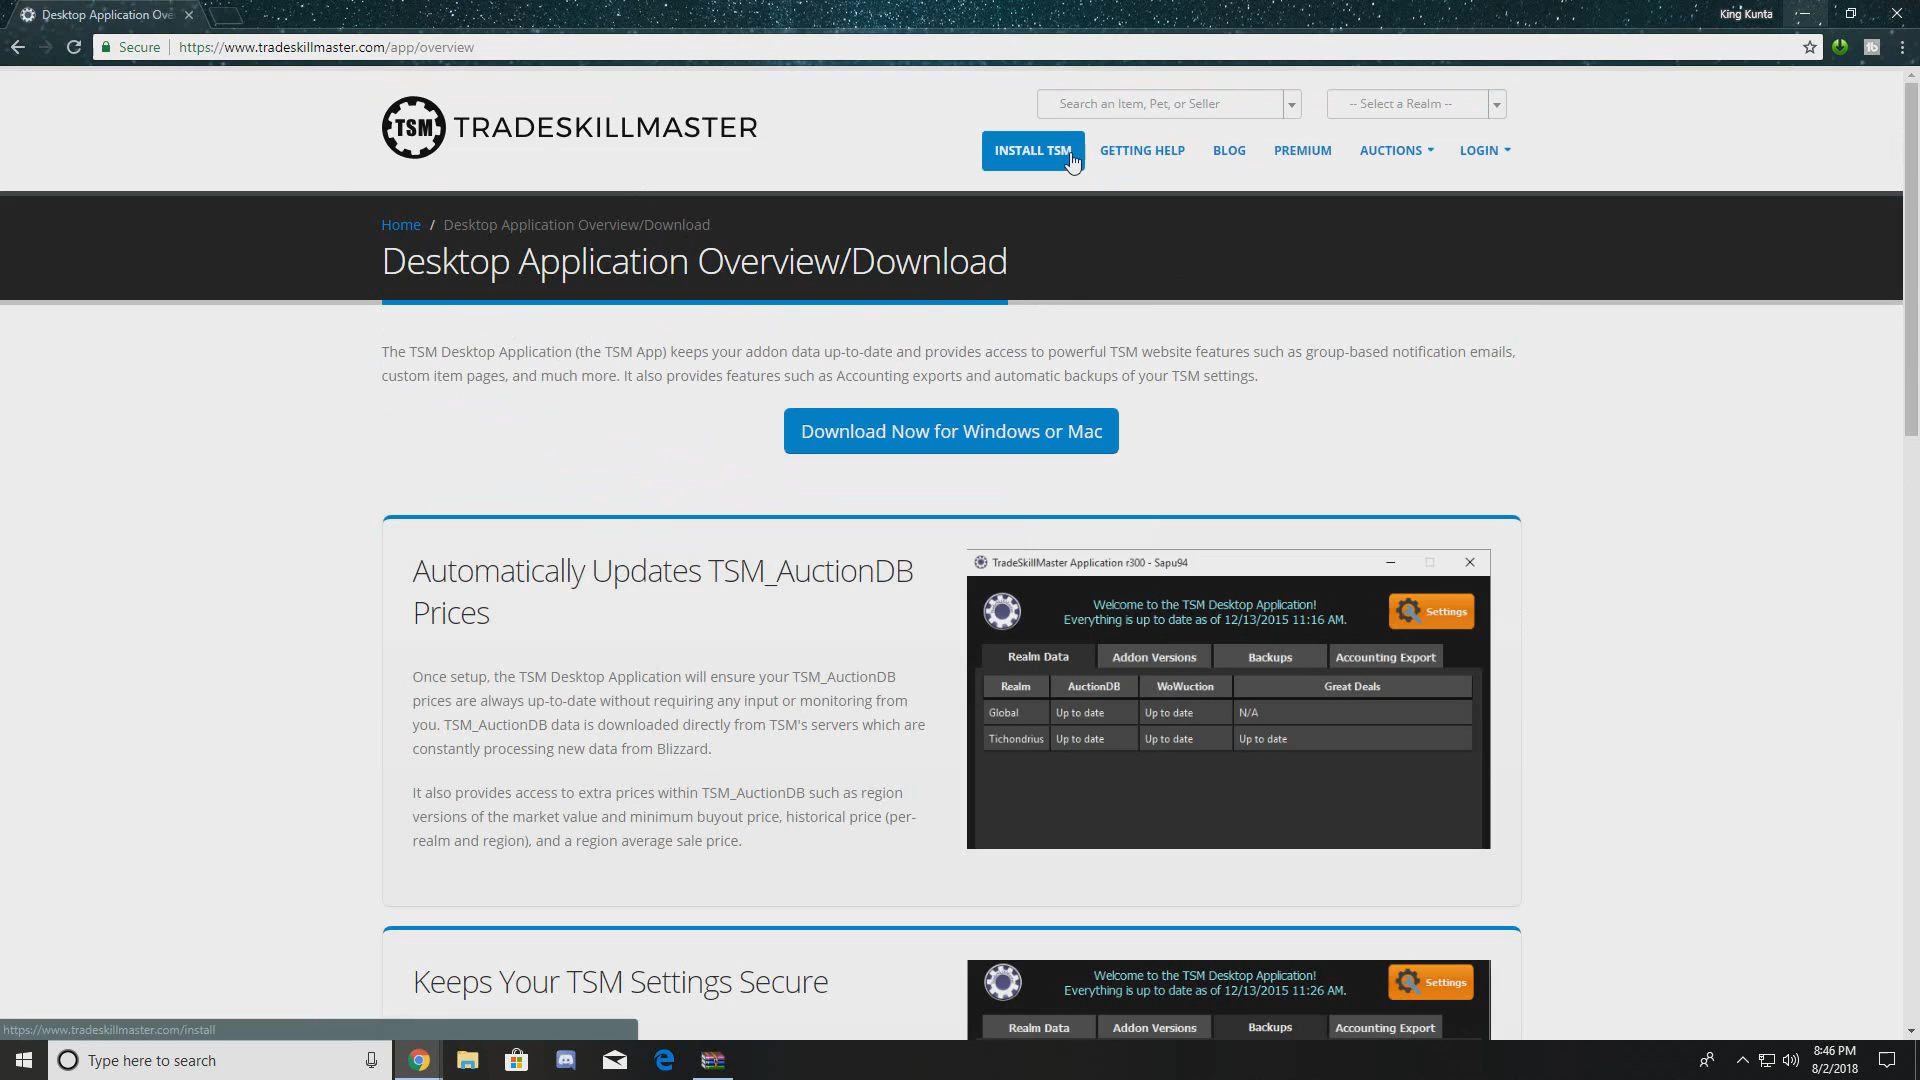 Desktop Application Ove
King Kunta
Secure
https://www.tradeskillmaster.com/app/overview
TSM TRADESKILLMASTER
Search an Item, Pet, or Seller
-- Select a Realm --
INSTALL TSM
GETTING HELP
BLOG
PREMIUM
AUCTIONS
LOGIN
Home / Desktop Application Overview/Download
Desktop Application Overview/Download
The TSM Desktop Application (the TSM App) keeps your addon data up-to-date and provides access to powerful TSM website features such as group-based notification emails,
custom item pages, and much more. It also provides features such as Accounting exports and automatic backups of your TSM settings.
Download Now for Windows or Mac
Automatically Updates TSM_AuctionDB
Prices
Once setup, the TSM Desktop Application will ensure your TSM_AuctionDB
prices are always up-to-date without requiring any input or monitoring from
you. TSM_AuctionDB data is downloaded directly from TSM's servers which are
constantly processing new data from Blizzard.
It also provides access to extra prices within TSM_AuctionDB such as region
versions of the market value and minimum buyout price, historical price (per-
realm and region), and a region average sale price.
TradeSkillMaster Application r300 - Sapu94
Welcome to the TSM Desktop Application!
Everything is up to date as of 12/13/2015 11:16 AM.
Settings
Realm Data
Addon Versions
Backups
Accounting Export
Realm
AuctionDB
WoWuction
Great Deals
Global
Up to date
Up to date
N/A
Tichondrius
Up to date
Up to date
Up to date
Keeps Your TSM Settings Secure
Welcome to the TSM Desktop Application!
Everything is up to date as of 12/13/2015 11:26 AM.
Settings
Realm Data
Addon Versions
Backups
Accounting Export
https://www.tradeskillmaster.com/install
Type here to search
8:46 PM
8/2/2018